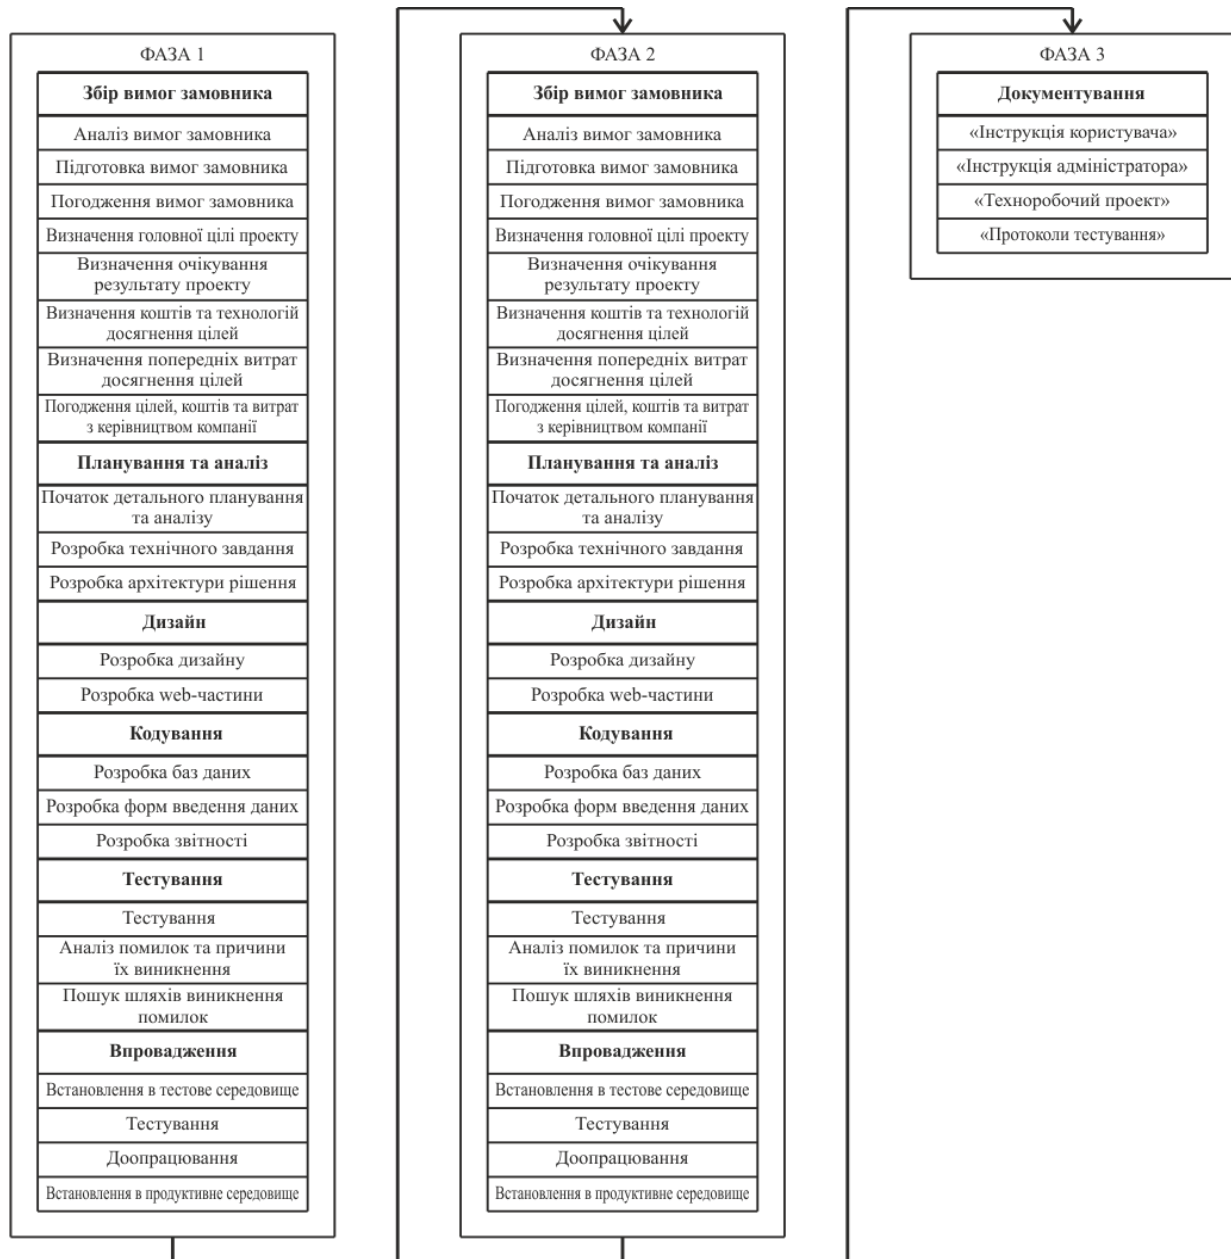 ФАЗА 1
Збір вимог замовника
Аналіз вимог замовника
Підготовка вимог замовника
Погодження вимог замовника
Визначення головної цілі проекту
Визначення очікування
результату проекту
Визначення коштів та технологій
досягнення цілей
Визначення попередніх витрат
досягнення цілей
Погодження цілей, коштів та витрат
з керівництвом компанії
Планування та аналіз
Початок детального планування
та аналізу
Розробка технічного завдання
Розробка архітектури рішення
Дизайн
Розробка дизайну
Розробка web-частини
Кодування
Розробка баз даних
Розробка форм введення даних
Розробка звітності
Тестування
Тестування
Аналіз помилок та причини
їх виникнення
Пошук шляхів виникнення
помилок
Впровадження
Встановлення в тестове середовище
Тестування
Доопрацювання
Встановлення в продуктивне середовище
ФАЗА 2
Збір вимог замовника
Аналіз вимог замовника
Підготовка вимог замовника
Погодження вимог замовника
Визначення головної цілі проекту
Визначення очікування
результату проекту
Визначення коштів та технологій
досягнення цілей
Визначення попередніх витрат
досягнення цілей
Погодження цілей, коштів та витрат
з керівництвом компанії
Планування та аналіз
Початок детального планування
та аналізу
Розробка технічного завдання
Розробка архітектури рішення
Дизайн
Розробка дизайну
Розробка web-частини
Кодування
Розробка баз даних
Розробка форм введення даних
Розробка звітності
Тестування
Тестування
Аналіз помилок та причини
їх виникнення
Пошук шляхів виникнення
помилок
Впровадження
Встановлення в тестове середовище
Тестування
Доопрацювання
Встановлення в продуктивне середовище
ФАЗА 3
Документування
«Інструкція користувача»
«Інструкція адміністратора»
«Техноробочий проект»
«Протоколи тестування»